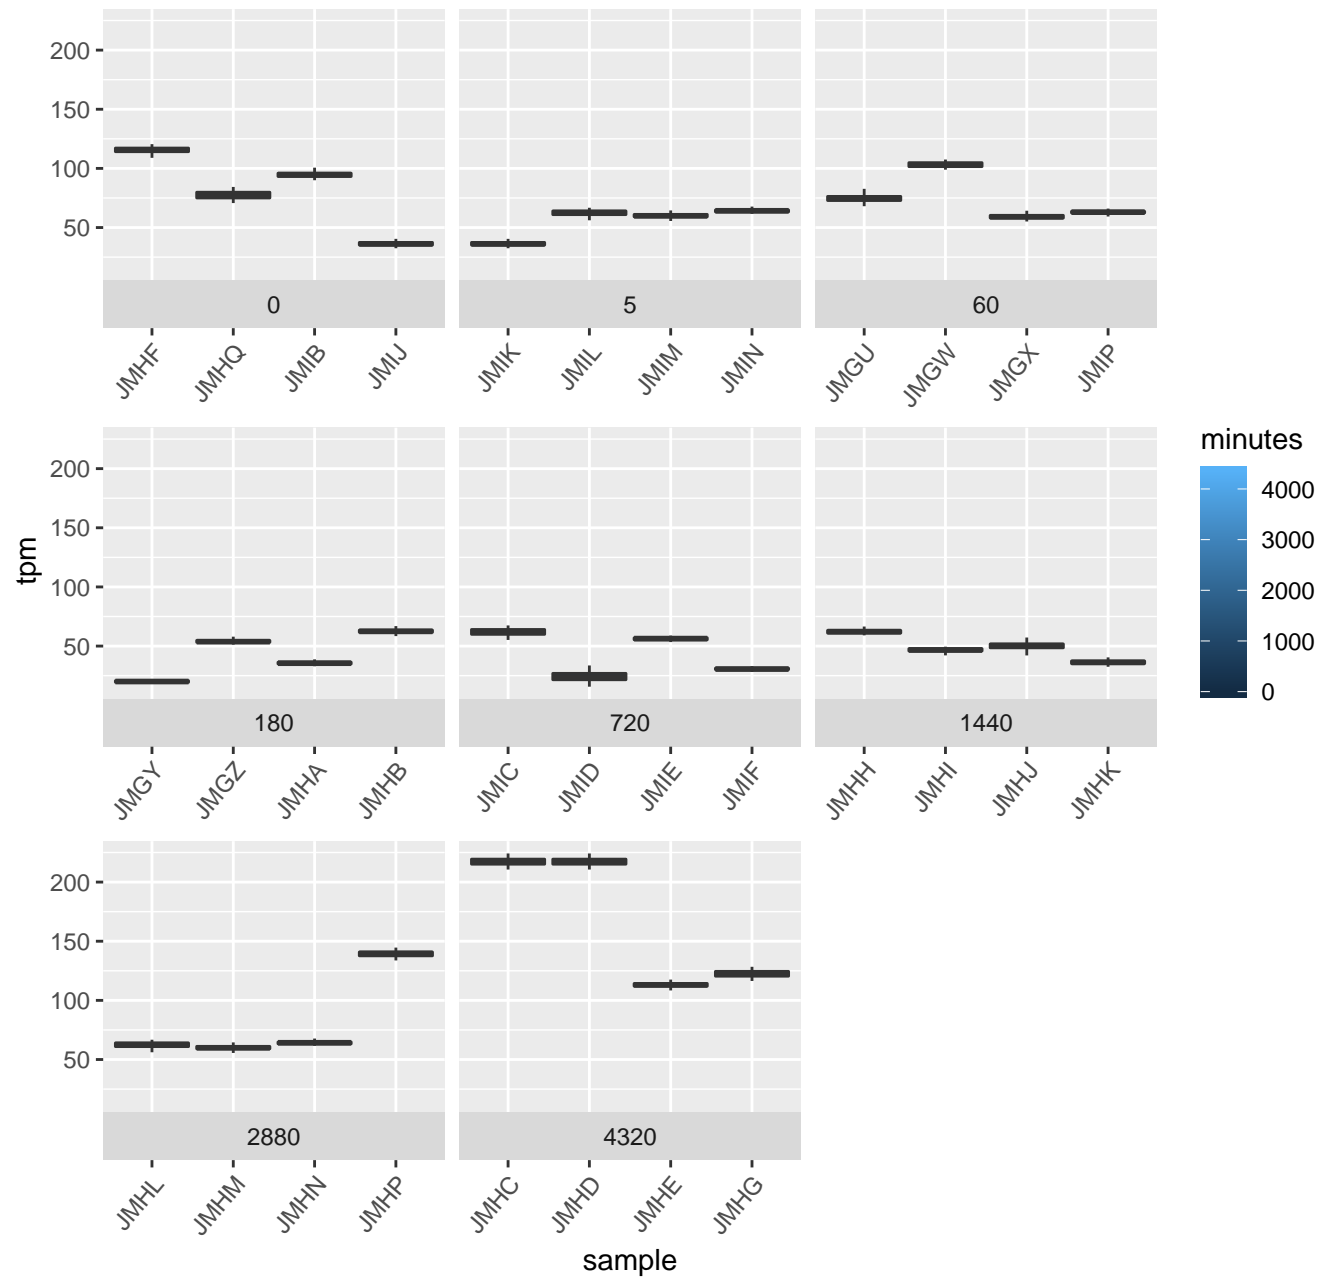 200
150
100
50
0
5
60
JMHF
JMHQ
JMIB
JMIJ
JMIK
JMIL
JMIM
JMIN
JMGU
JMGW
JMGX
JMIP
tpm
200
150
100
50
180
720
1440
JMGY
JMGZ
JMHA
JMHB
JMIC
JMID
JMIE
JMIF
JMHH
JMHI
JMHJ
JMHK
200
150
100
50
2880
4320
JMHL
JMHM
JMHN
JMHP
JMHC
JMHD
JMHE
JMHG
sample
minutes
4000
3000
2000
1000
0